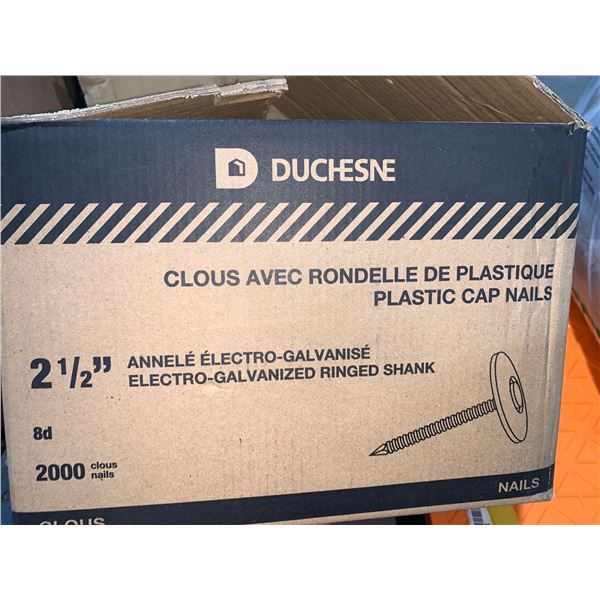 DUCHESNE
CLOUS AVEC RONDELLE DE PLASTIQUE
PLASTIC CAP NAILS
2 1/2" ANNELÉ ÉLECTRO-GALVANISÉ
ELECTRO-GALVANIZED RINGED SHANK
8d
2000 clous
nails
NAILS
CLOUS